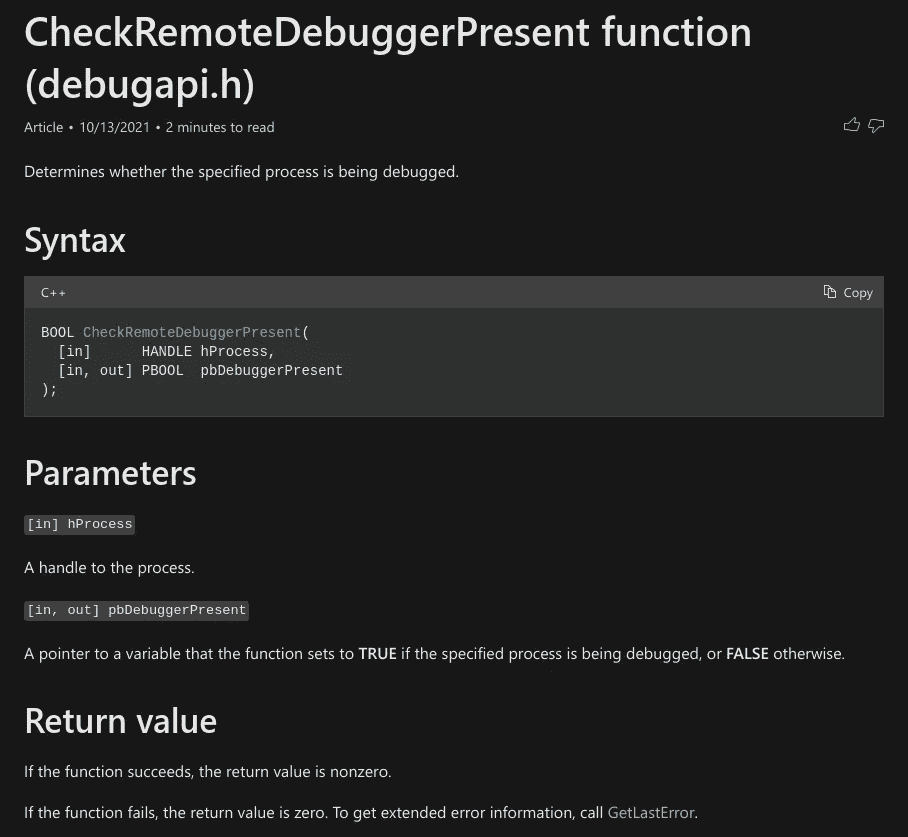 CheckRemoteDebuggerPresent function
(debugapi.h)
Article • 10/13/2021 • 2 minutes to read
Determines whether the specified process is being debugged.
Syntax
C++ Copy
BOOL CheckRemoteDebuggerPresent(
  [in]      HANDLE hProcess,
  [in, out] PBOOL  pbDebuggerPresent
);
Parameters
[in] hProcess
A handle to the process.
[in, out] pbDebuggerPresent
A pointer to a variable that the function sets to TRUE if the specified process is being debugged, or FALSE otherwise.
Return value
If the function succeeds, the return value is nonzero.
If the function fails, the return value is zero. To get extended error information, call GetLastError.